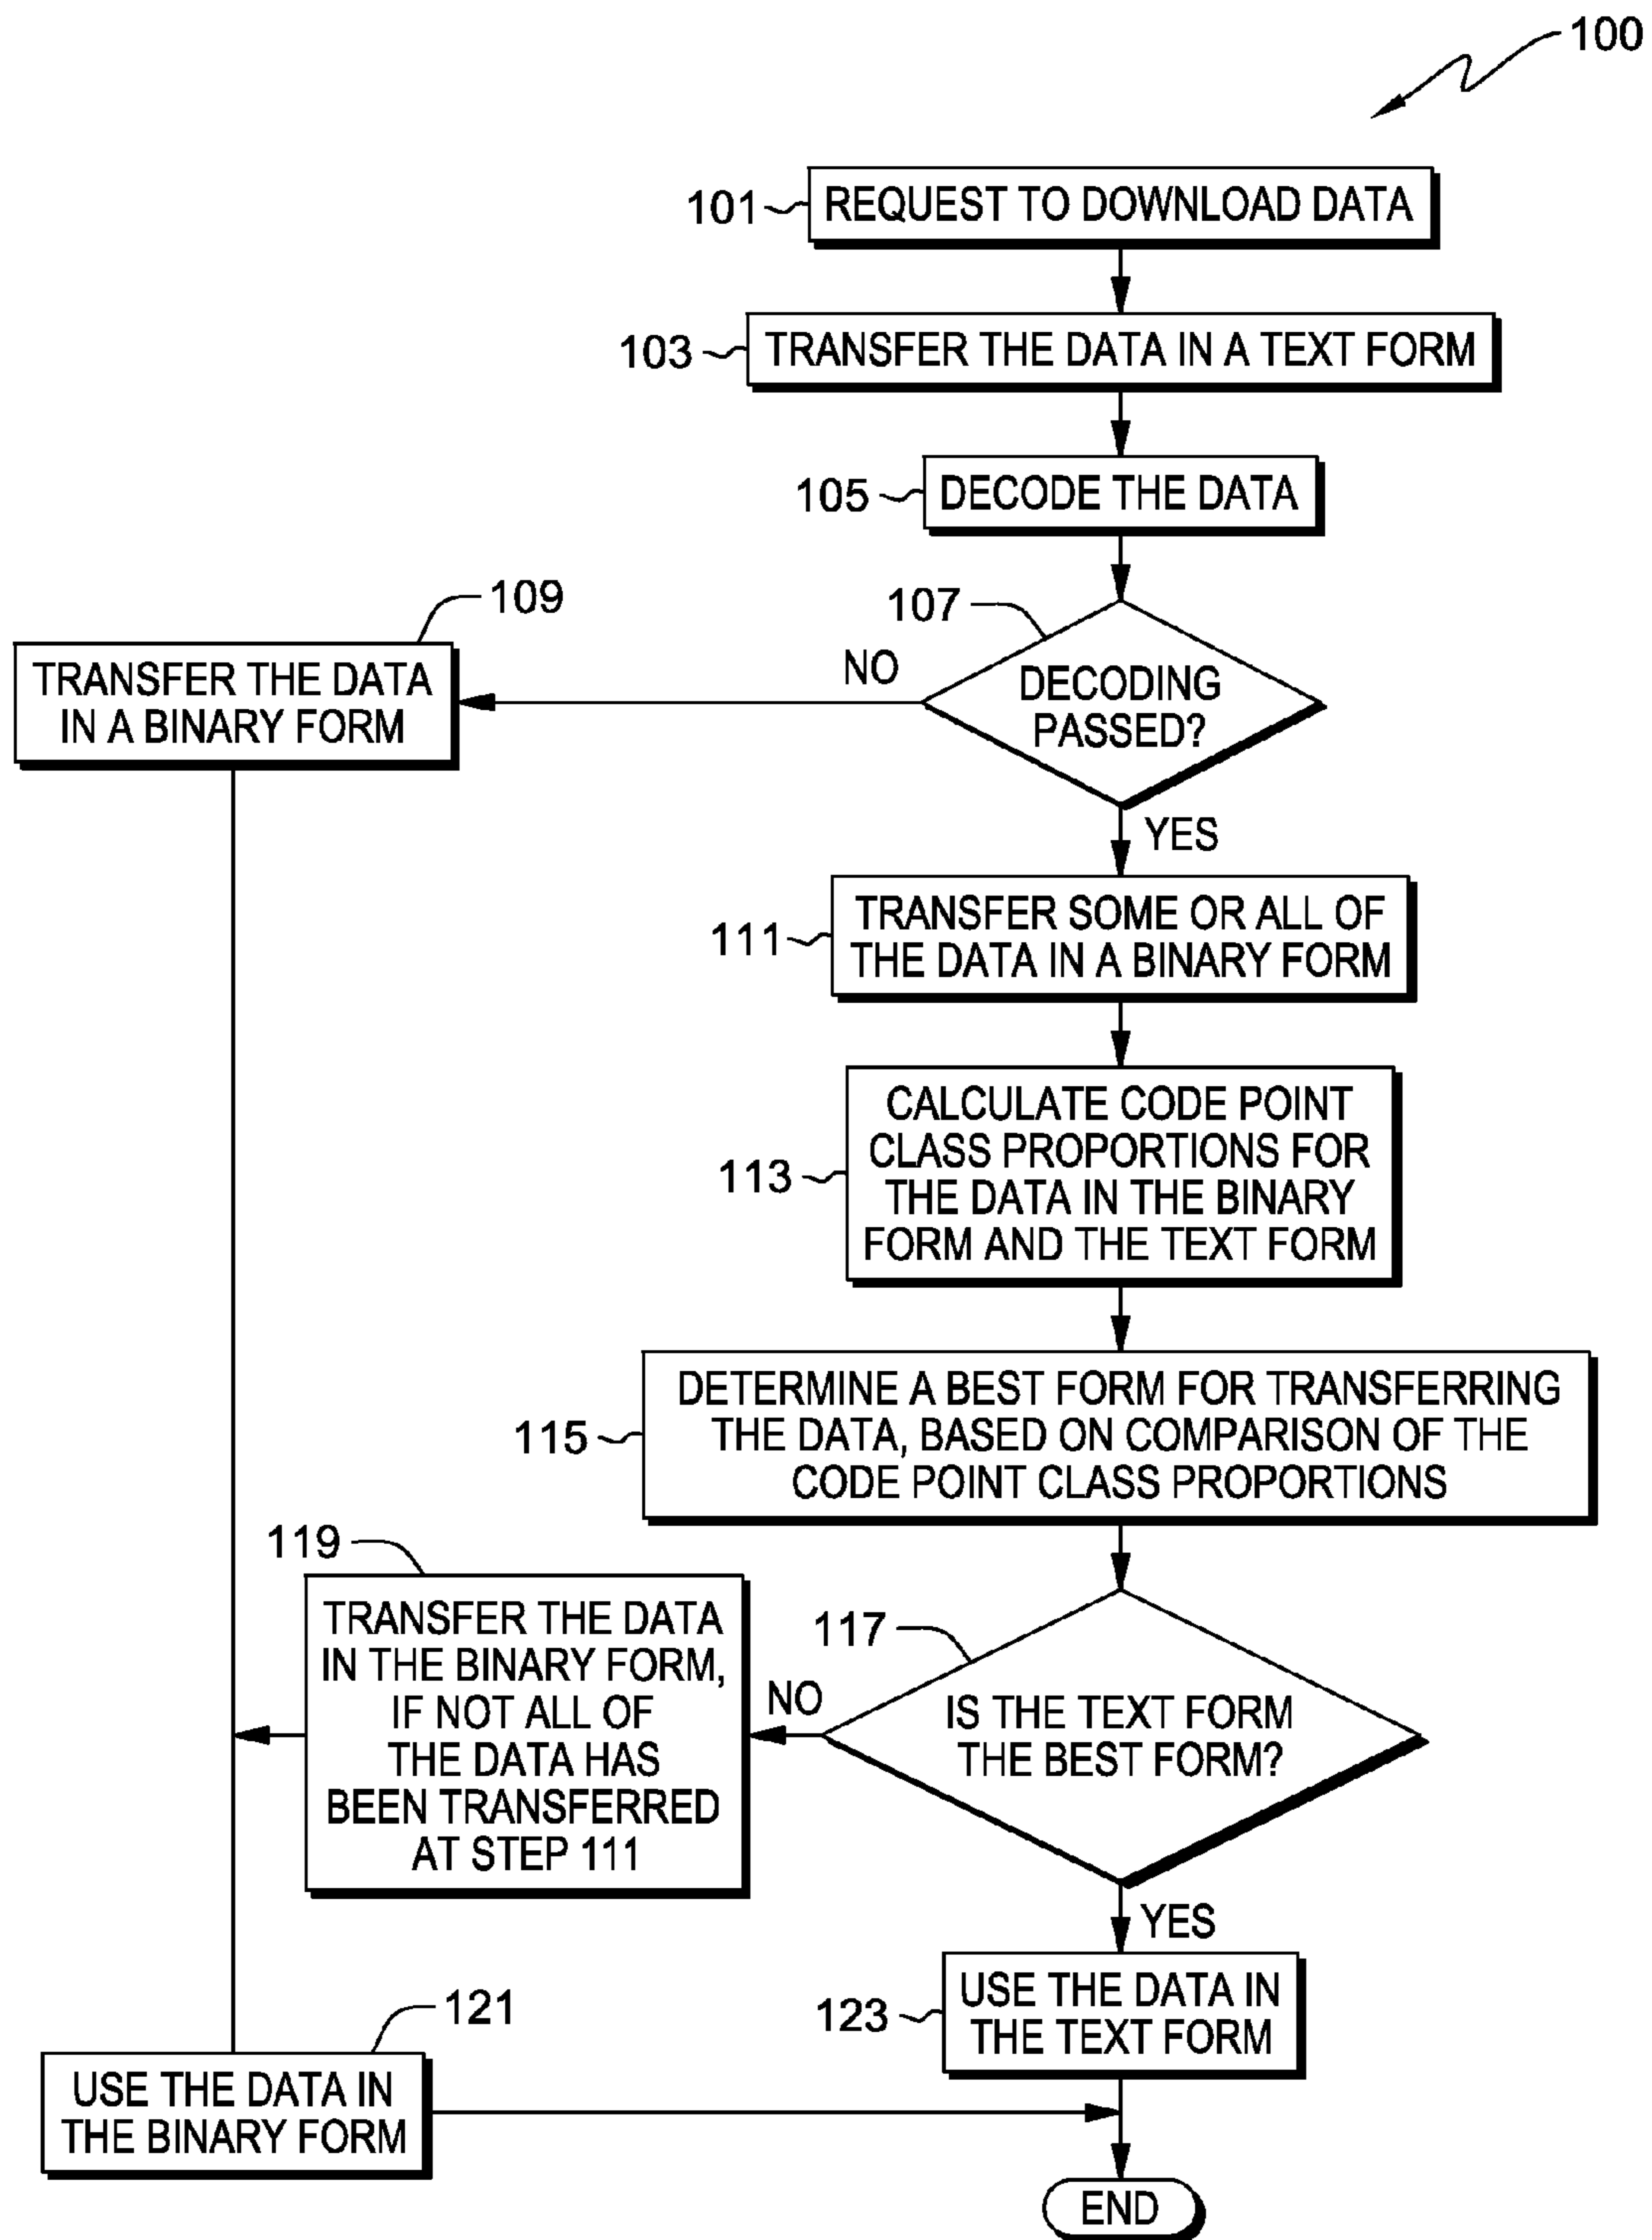 100
101
REQUEST TO DOWNLOAD DATA
103
TRANSFER THE DATA IN A TEXT FORM
105
DECODE THE DATA
107
DECODING
PASSED?
NO
109
TRANSFER THE DATA
IN A BINARY FORM
YES
111
TRANSFER SOME OR ALL OF
THE DATA IN A BINARY FORM
113
CALCULATE CODE POINT
CLASS PROPORTIONS FOR
THE DATA IN THE BINARY
FORM AND THE TEXT FORM
115
DETERMINE A BEST FORM FOR TRANSFERRING
THE DATA, BASED ON COMPARISON OF THE
CODE POINT CLASS PROPORTIONS
117
IS THE TEXT FORM
THE BEST FORM?
NO
119
TRANSFER THE DATA
IN THE BINARY FORM,
IF NOT ALL OF
THE DATA HAS
BEEN TRANSFERRED
AT STEP 111
YES
121
USE THE DATA IN
THE BINARY FORM
123
USE THE DATA IN
THE TEXT FORM
END